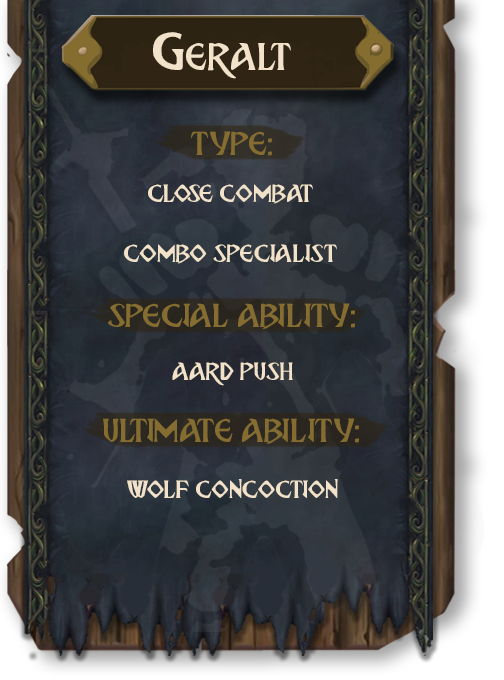 Geralt
TYPE:
CLOSE COMBAT
COMBO SPECIALIST
SPECIAL ABILITY:
AARD PUSH
ULTIMATE ABILITY:
WOLF CONCOCTION